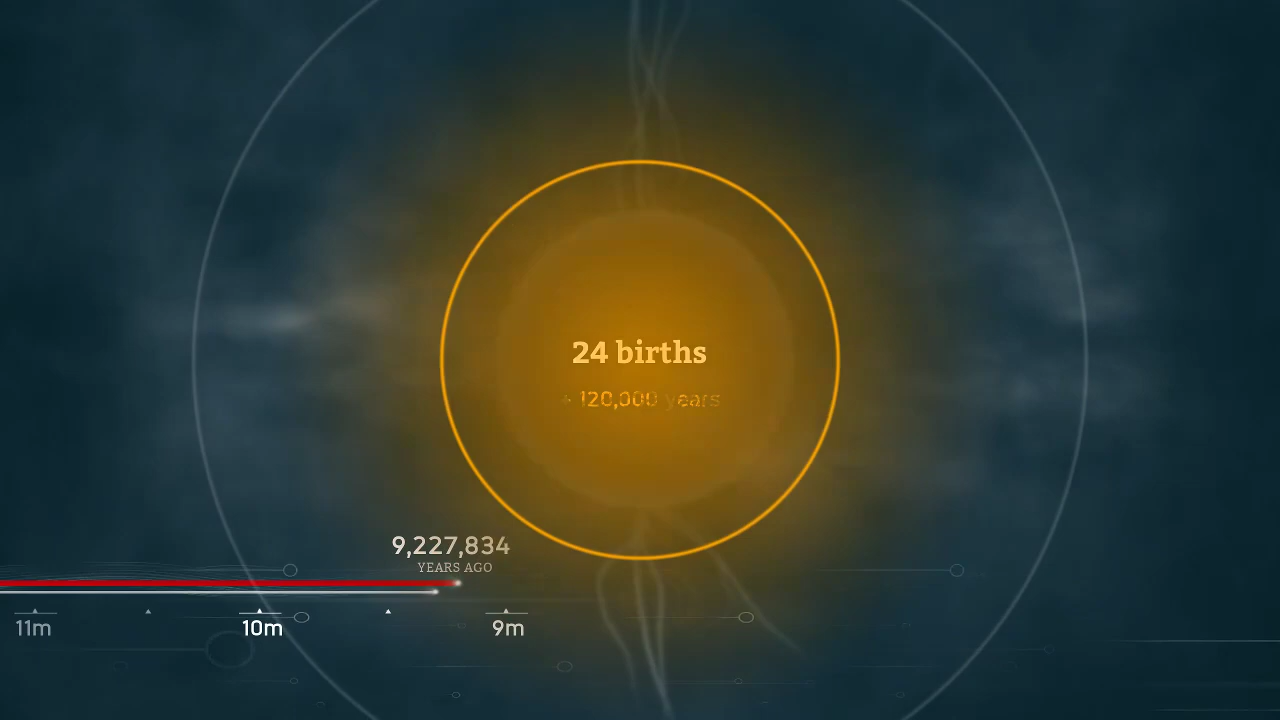 24 births
+ 120,000 years
9,227,834
YEARS AGO
11m 10m 9m